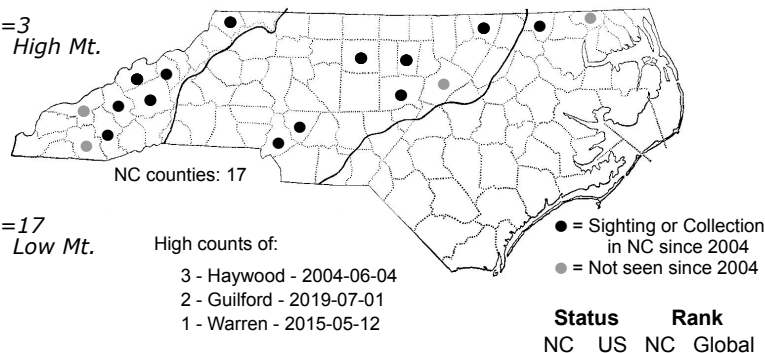 =3
High Mt.
NC counties: 17
=17
Low Mt.
High counts of:
3 - Haywood - 2004-06-04
2 - Guilford - 2019-07-01
1 - Warren - 2015-05-12
= Sighting or Collection
in NC since 2004
= Not seen since 2004
Status Rank
NC US NC Global